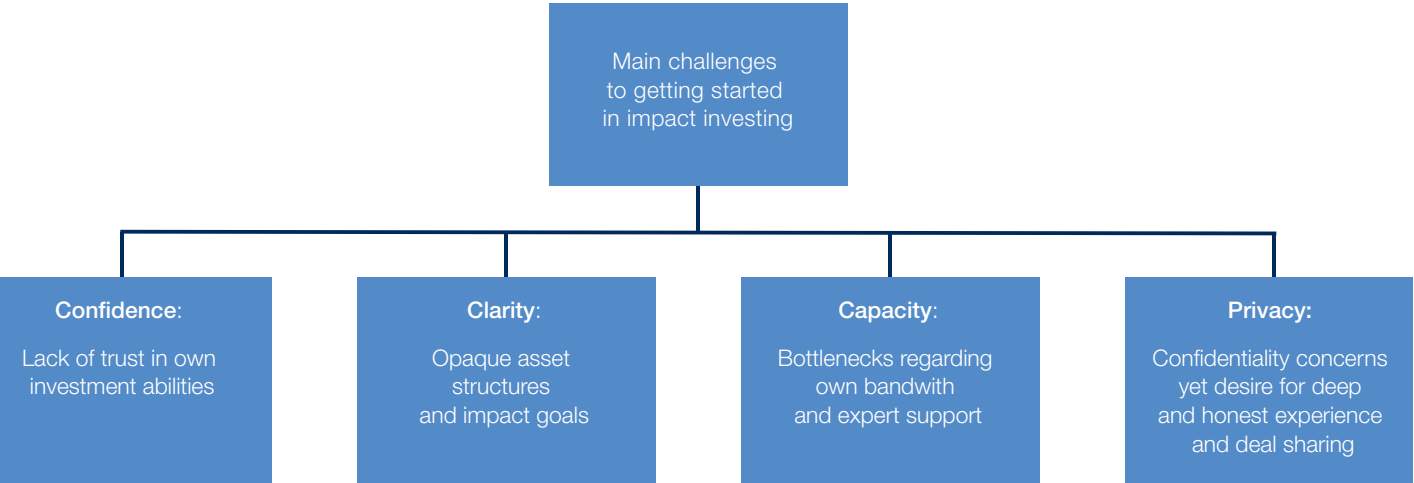 Main challenges
to getting started
in impact investing
Confidence:
Lack of trust in own
investment abilities
Clarity:
Opaque asset
structures
and impact goals
Capacity:
Bottlenecks regarding
own bandwith
and expert support
Privacy:
Confidentiality concerns
yet desire for deep
and honest experience
and deal sharing